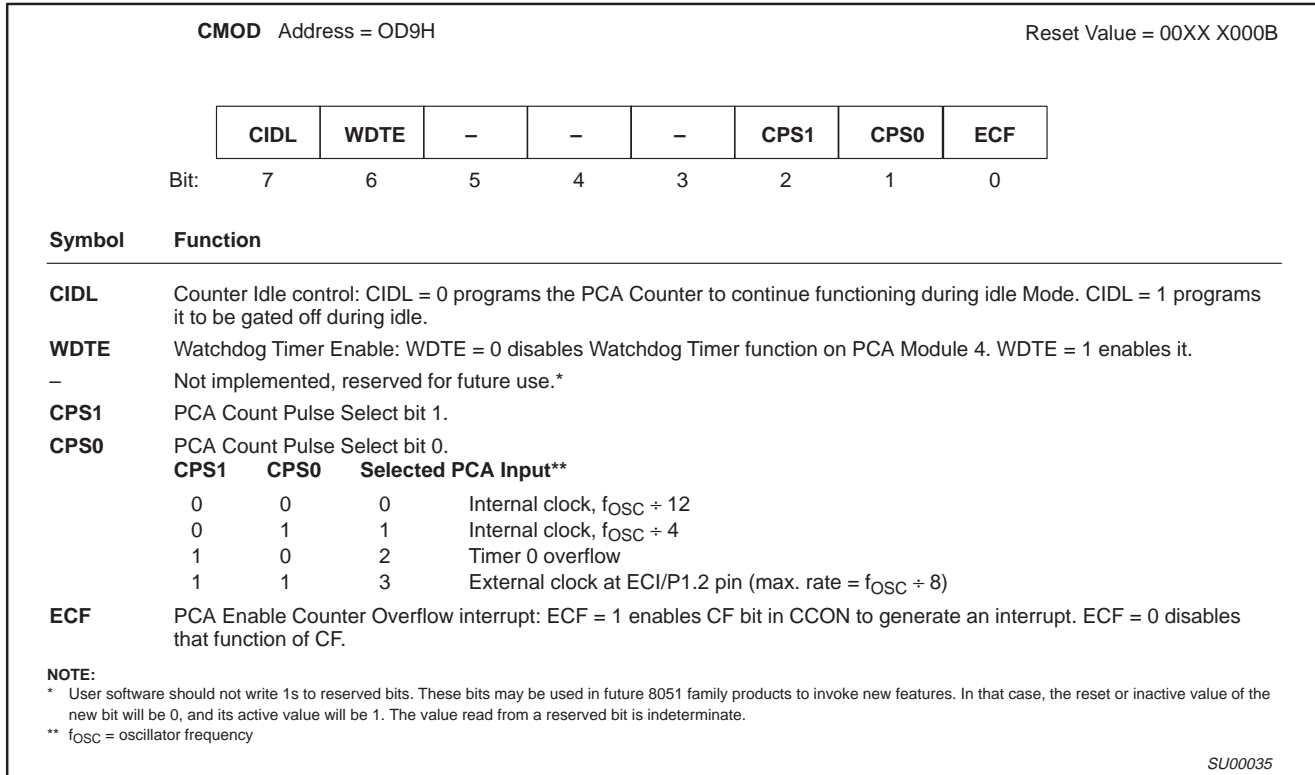 CMOD Address = OD9H Reset Value = 00XX X000B
CIDL WDTE – – – CPS1 CPS0 ECF
Bit: 7 6 5 4 3 2 1 0
Symbol Function
CIDL Counter Idle control: CIDL = 0 programs the PCA Counter to continue functioning during idle Mode. CIDL = 1 programs
it to be gated off during idle.
WDTE Watchdog Timer Enable: WDTE = 0 disables Watchdog Timer function on PCA Module 4. WDTE = 1 enables it.
– Not implemented, reserved for future use.*
CPS1 PCA Count Pulse Select bit 1.
CPS0 PCA Count Pulse Select bit 0.
CPS1 CPS0 Selected PCA Input**
0 0 0 Internal clock, fOSC ÷ 12
0 1 1 Internal clock, fOSC ÷ 4
1 0 2 Timer 0 overflow
1 1 3 External clock at ECI/P1.2 pin (max. rate = fOSC ÷ 8)
ECF PCA Enable Counter Overflow interrupt: ECF = 1 enables CF bit in CCON to generate an interrupt. ECF = 0 disables
that function of CF.
NOTE:
* User software should not write 1s to reserved bits. These bits may be used in future 8051 family products to invoke new features. In that case, the reset or inactive value of the
new bit will be 0, and its active value will be 1. The value read from a reserved bit is indeterminate.
** fOSC = oscillator frequency
SU00035